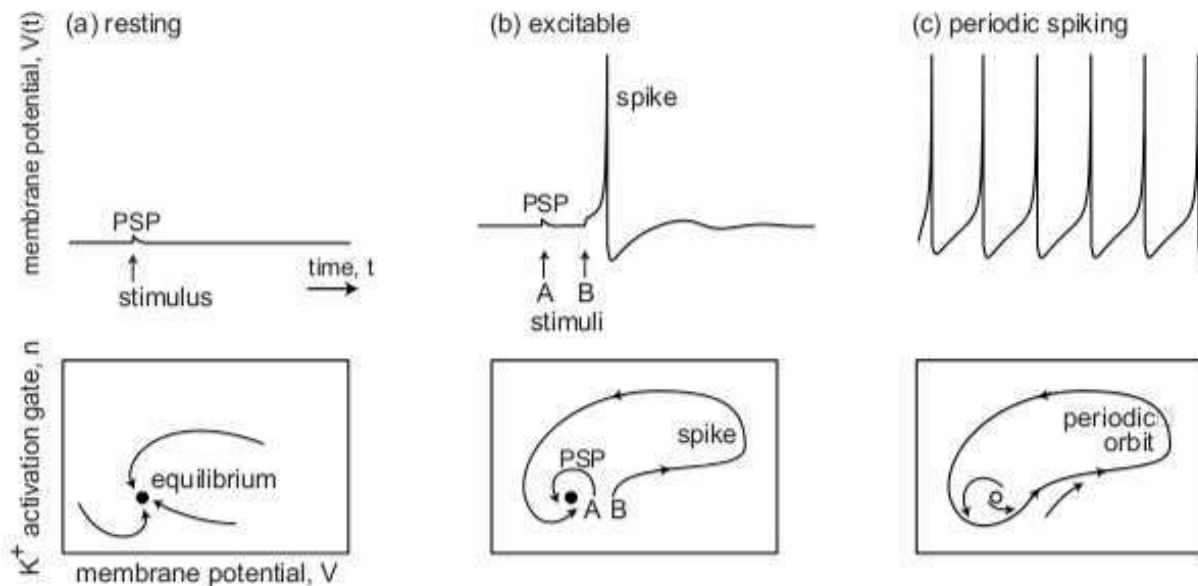 (a) resting
(b) excitable
(c) periodic spiking
membrane potential, V(t)
spike
PSP
PSP
stimulus
time, t
A
B
stimuli
K+ activation gate, n
equilibrium
membrane potential, V
spike
PSP
A
B
periodic
orbit